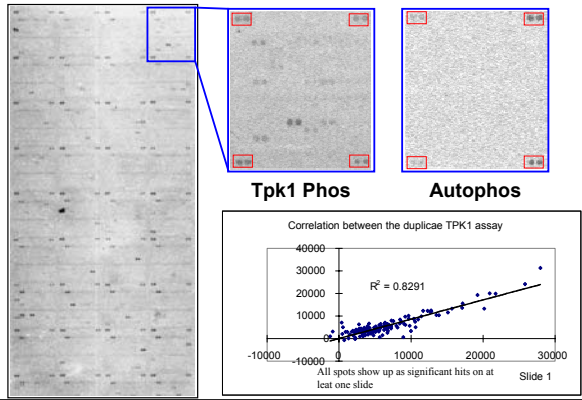 Tpk1 Phos
Autophos
Correlation between the duplicae TPK1 assay
40000
30000
20000
10000
0
-10000
R² = 0.8291
-10000
0
10000
20000
30000
All spots show up as significant hits on at
leat one slide
Slide 1